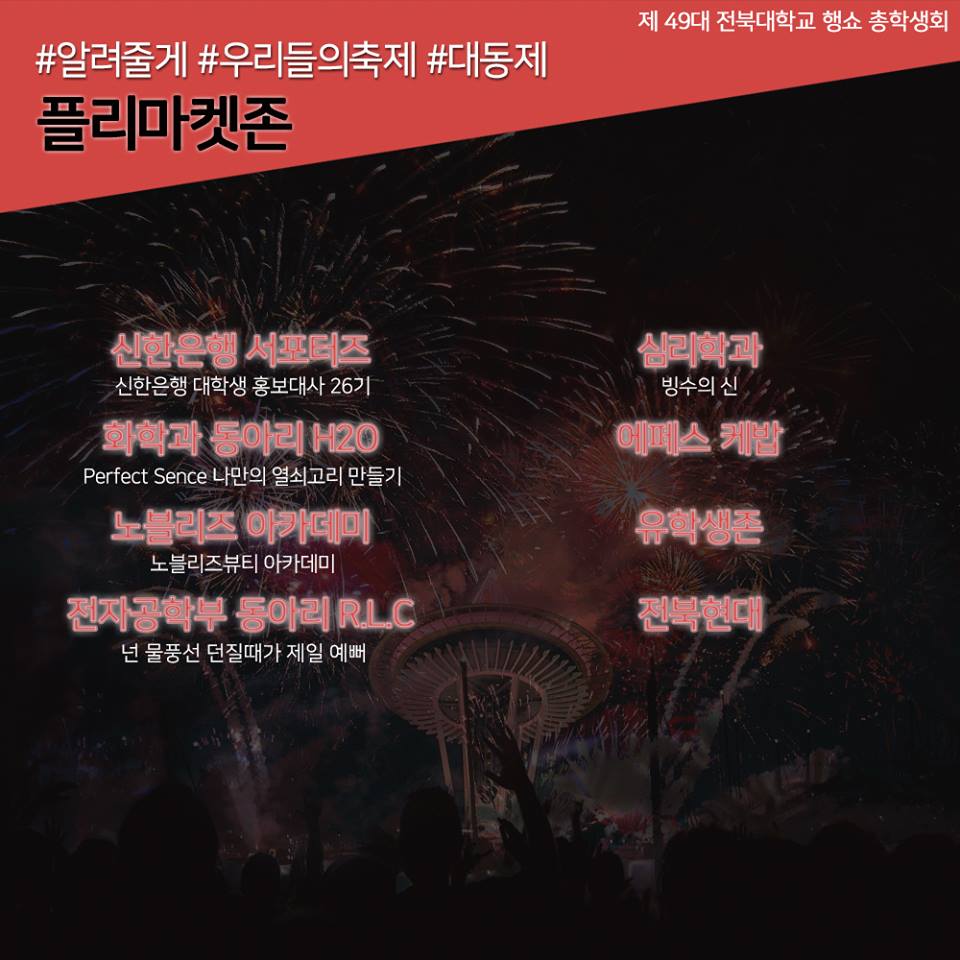 제 49대 전북대학교 행쇼 총학생회
#알려줄게 #우리들의축제 #대동제
플리마켓존
신한은행 서포터즈
신한은행 대학생 홍보대사 26기
화학과 동아리 H2O
Perfect Sence 나만의 열쇠고리 만들기
노블리즈 아카데미
노블리즈뷰티 아카데미
전자공학부 동아리 R.L.C
넌 물풍선 던질때가 제일 예뻐
심리학과
빙수의 신
에페스 케밥
유학생존
전북현대